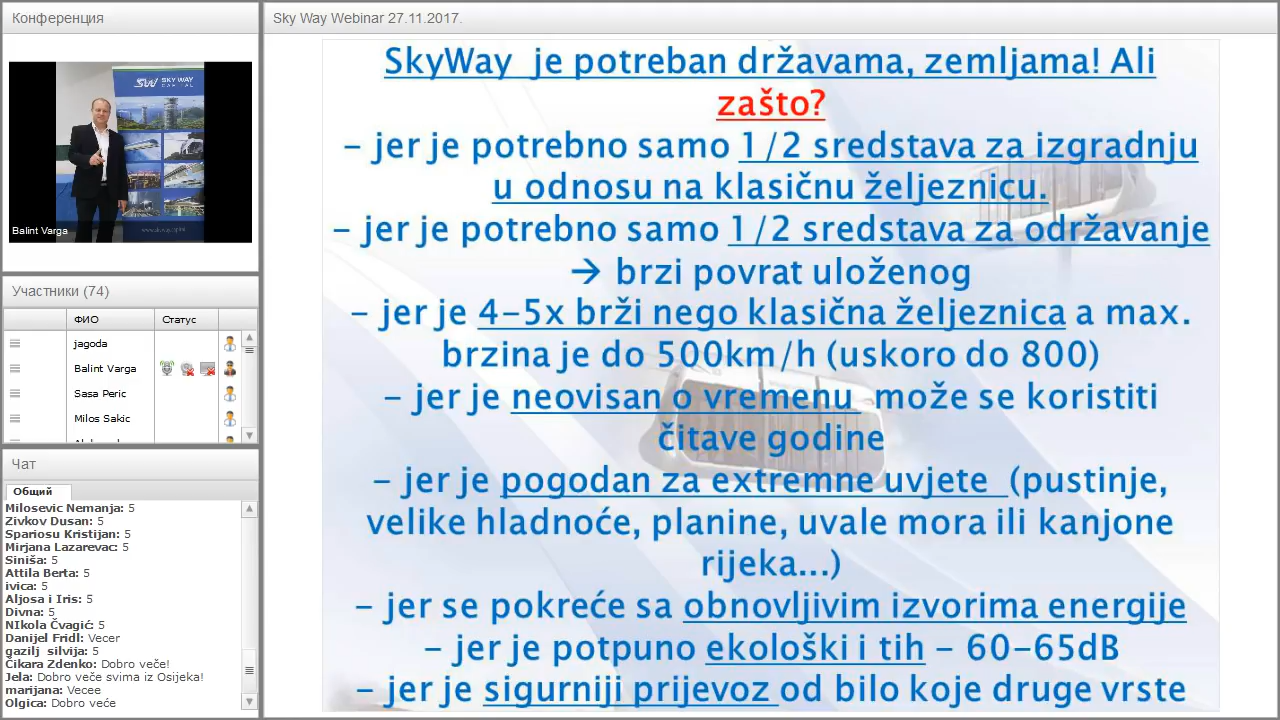 Конференция
SKY WAY
CAPITAL
Balint Varga
Участники (74)
ФИО
Статус
jagoda
Balint Varga
Sasa Peric
Milos Sakic
Чат
Общий
Milosevic Nemanja: 5
Zivkov Dusan: 5
Spariosu Kristijan: 5
Mirjana Lazarevac: 5
Siniša: 5
Attila Berta: 5
ivica: 5
Aljosa i Iris: 5
Divna: 5
NIkola Čvagić: 5
Danijel Fridl: Vecer
gazilj silvija: 5
Čikara Zdenko: Dobro veče!
Jela: Dobro veče svima iz Osijeka!
marijana: Vecee
Olgica: Dobro veće
Sky Way Webinar 27.11.2017.
SkyWay je potreban državama, zemljama! Ali
zašto?
- jer je potrebno samo 1/2 sredstava za izgradnju
u odnosu na klasičnu željeznicu.
- jer je potrebno samo 1/2 sredstava za održavanje
→ brzi povrat uloženog
- jer je 4-5x brži nego klasična željeznica a max.
brzina je do 500km/h (uskoro do 800)
- jer je neovisan o vremenu može se koristiti
čitave godine
- jer je pogodan za extremne uvjete (pustinje,
velike hladnoće, planine, uvale mora ili kanjone
rijeka...)
- jer se pokreće sa obnovljivim izvorima energije
- jer je potpuno ekološki i tih - 60-65dB
- jer je sigurniji prijevoz od bilo koje druge vrste